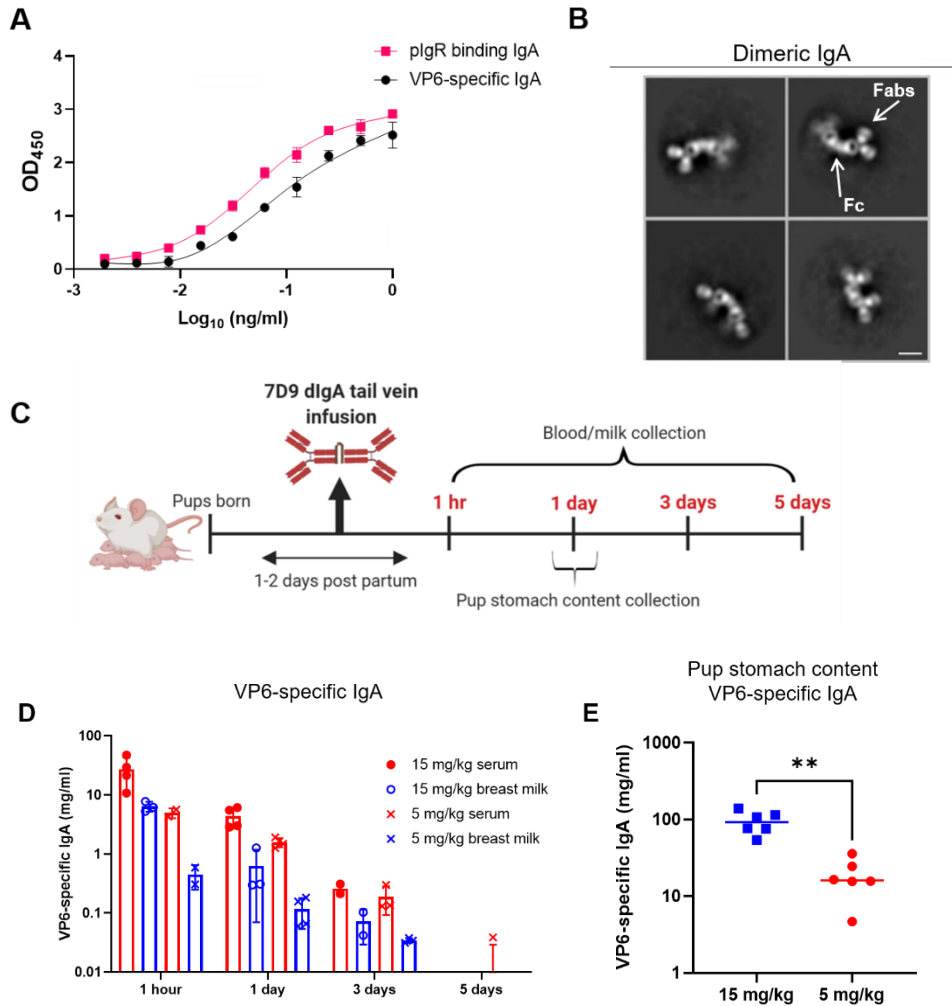 A
pIgR binding IgA
VP6-specific IgA
4
3
2
1
0
OD450
-3
-2
-1
0
Log10 (ng/ml)
B
Dimeric IgA
Fabs
Fc
C
7D9 dIgA tail vein
infusion
Blood/milk collection
Pups born
1 hr
1 day
3 days
5 days
1-2 days post partum
Pup stomach content collection
D
VP6-specific IgA
VP6-specific IgA (mg/ml)
100
10
1
0.1
0.01
15 mg/kg serum
15 mg/kg breast milk
5 mg/kg serum
5 mg/kg breast milk
1 hour
1 day
3 days
5 days
Pup stomach content
VP6-specific IgA
E
VP6-specific IgA (mg/ml)
1000
100
10
1
**
15 mg/kg
5 mg/kg